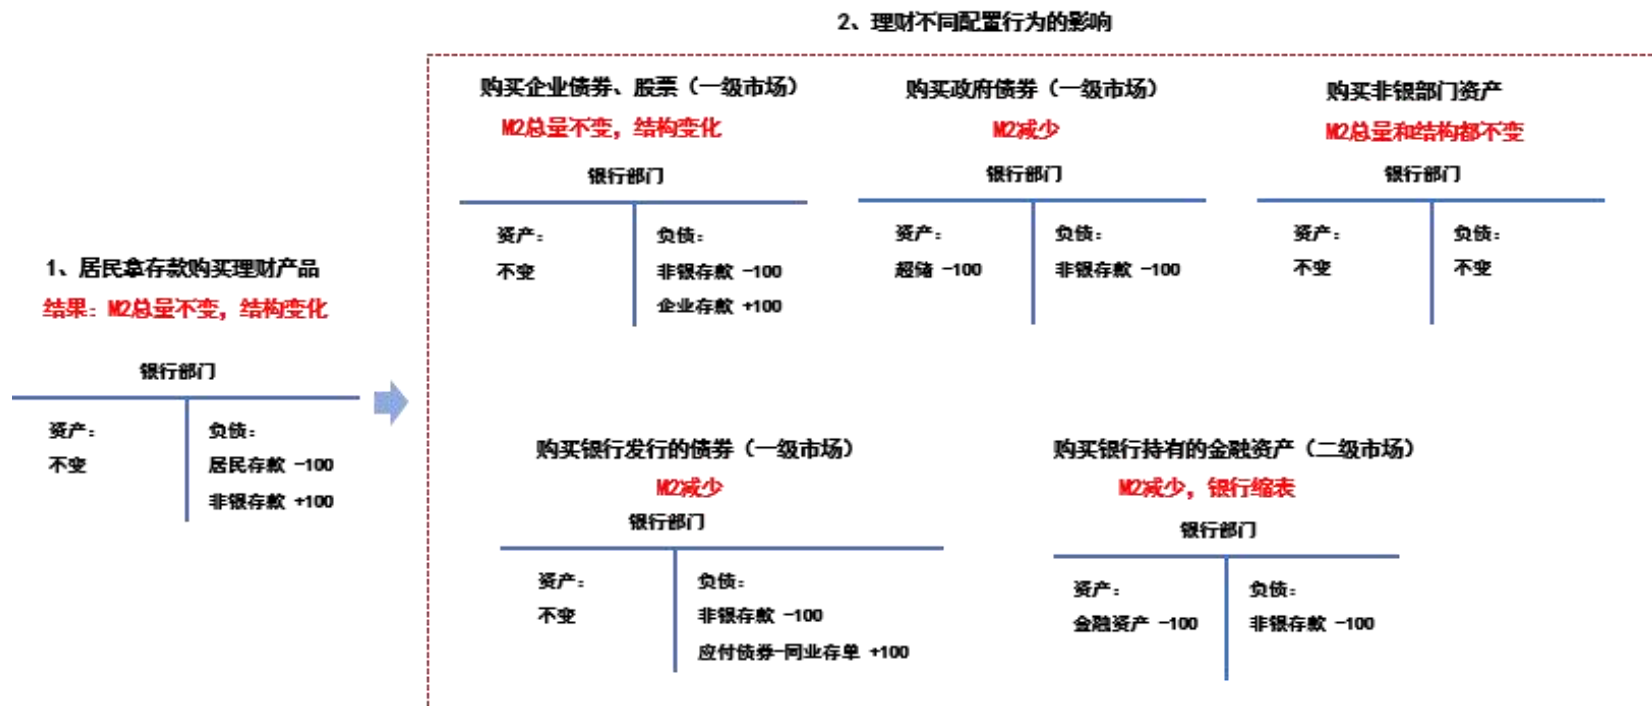 2、理财不同配置行为的影响
1、居民拿存款购买理财产品
结果：M2总量不变，结构变化
银行部门
资产：
不变
负债：
居民存款 -100
非银存款 +100
购买企业债券、股票（一级市场）
M2总量不变，结构变化
银行部门
资产：
不变
负债：
非银存款 -100
企业存款 +100
购买政府债券（一级市场）
M2减少
银行部门
资产：
超储 -100
负债：
非银存款 -100
购买非银部门资产
M2总量和结构都不变
银行部门
资产：
不变
负债：
不变
购买银行发行的债券（一级市场）
M2减少
银行部门
资产：
不变
负债：
非银存款 -100
应付债券-同业存单 +100
购买银行持有的金融资产（二级市场）
M2减少，银行缩表
银行部门
资产：
金融资产 -100
负债：
非银存款 -100